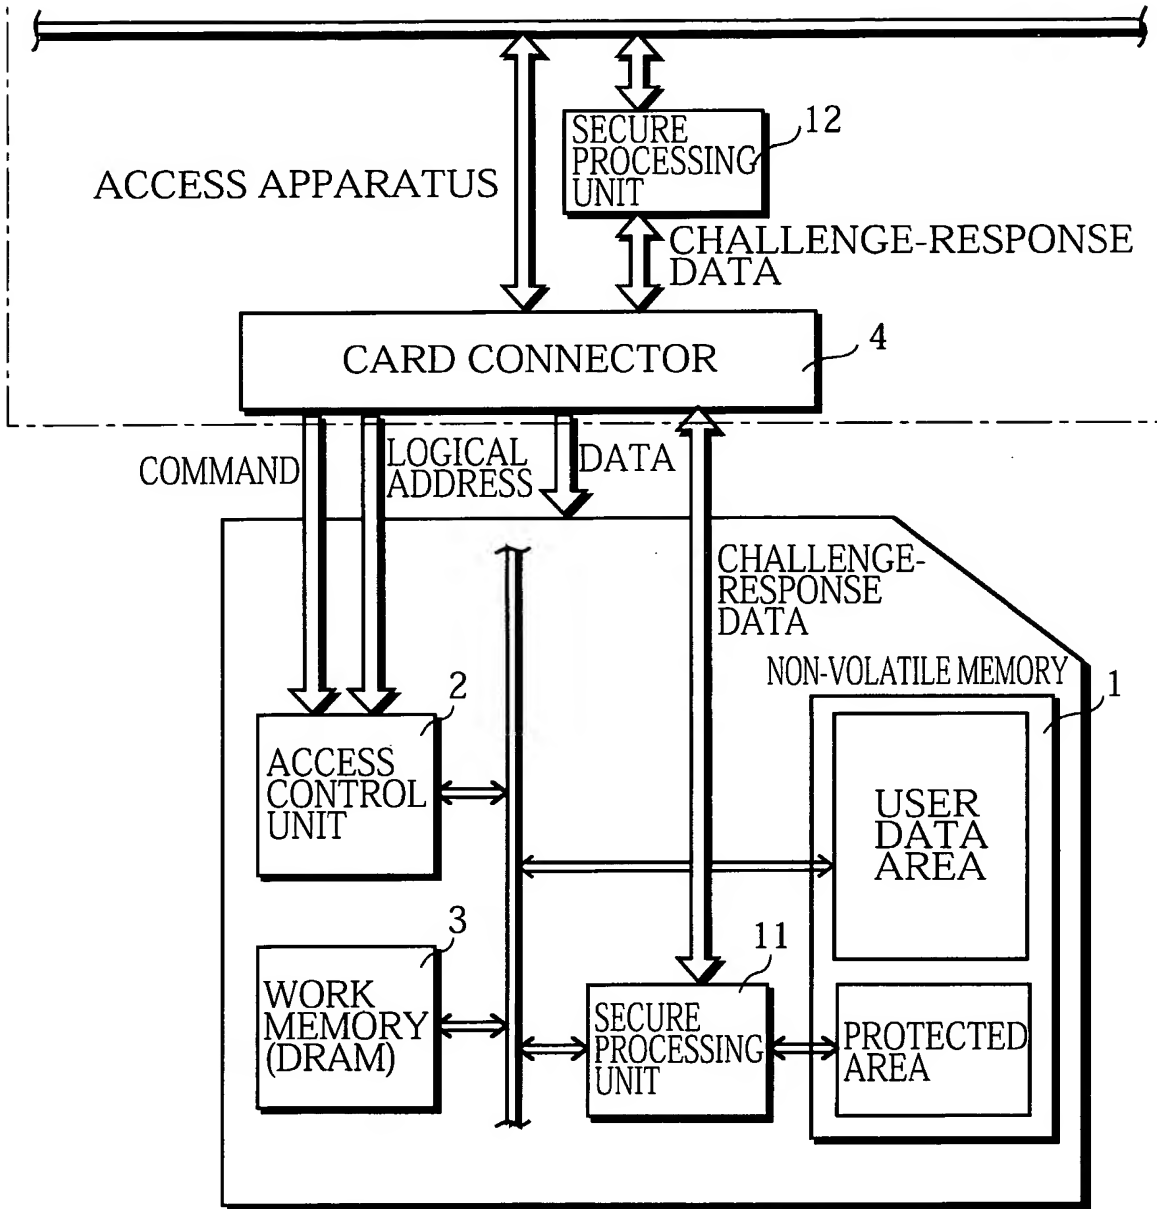 12
SECURE
PROCESSING
UNIT
ACCESS APPARATUS
CHALLENGE-RESPONSE
DATA
CARD CONNECTOR
4
COMMAND
LOGICAL
ADDRESS
DATA
CHALLENGE-
RESPONSE
DATA
NON-VOLATILE MEMORY
1
2
ACCESS
CONTROL
UNIT
USER
DATA
AREA
3
WORK
MEMORY
(DRAM)
11
SECURE
PROCESSING
UNIT
PROTECTED
AREA